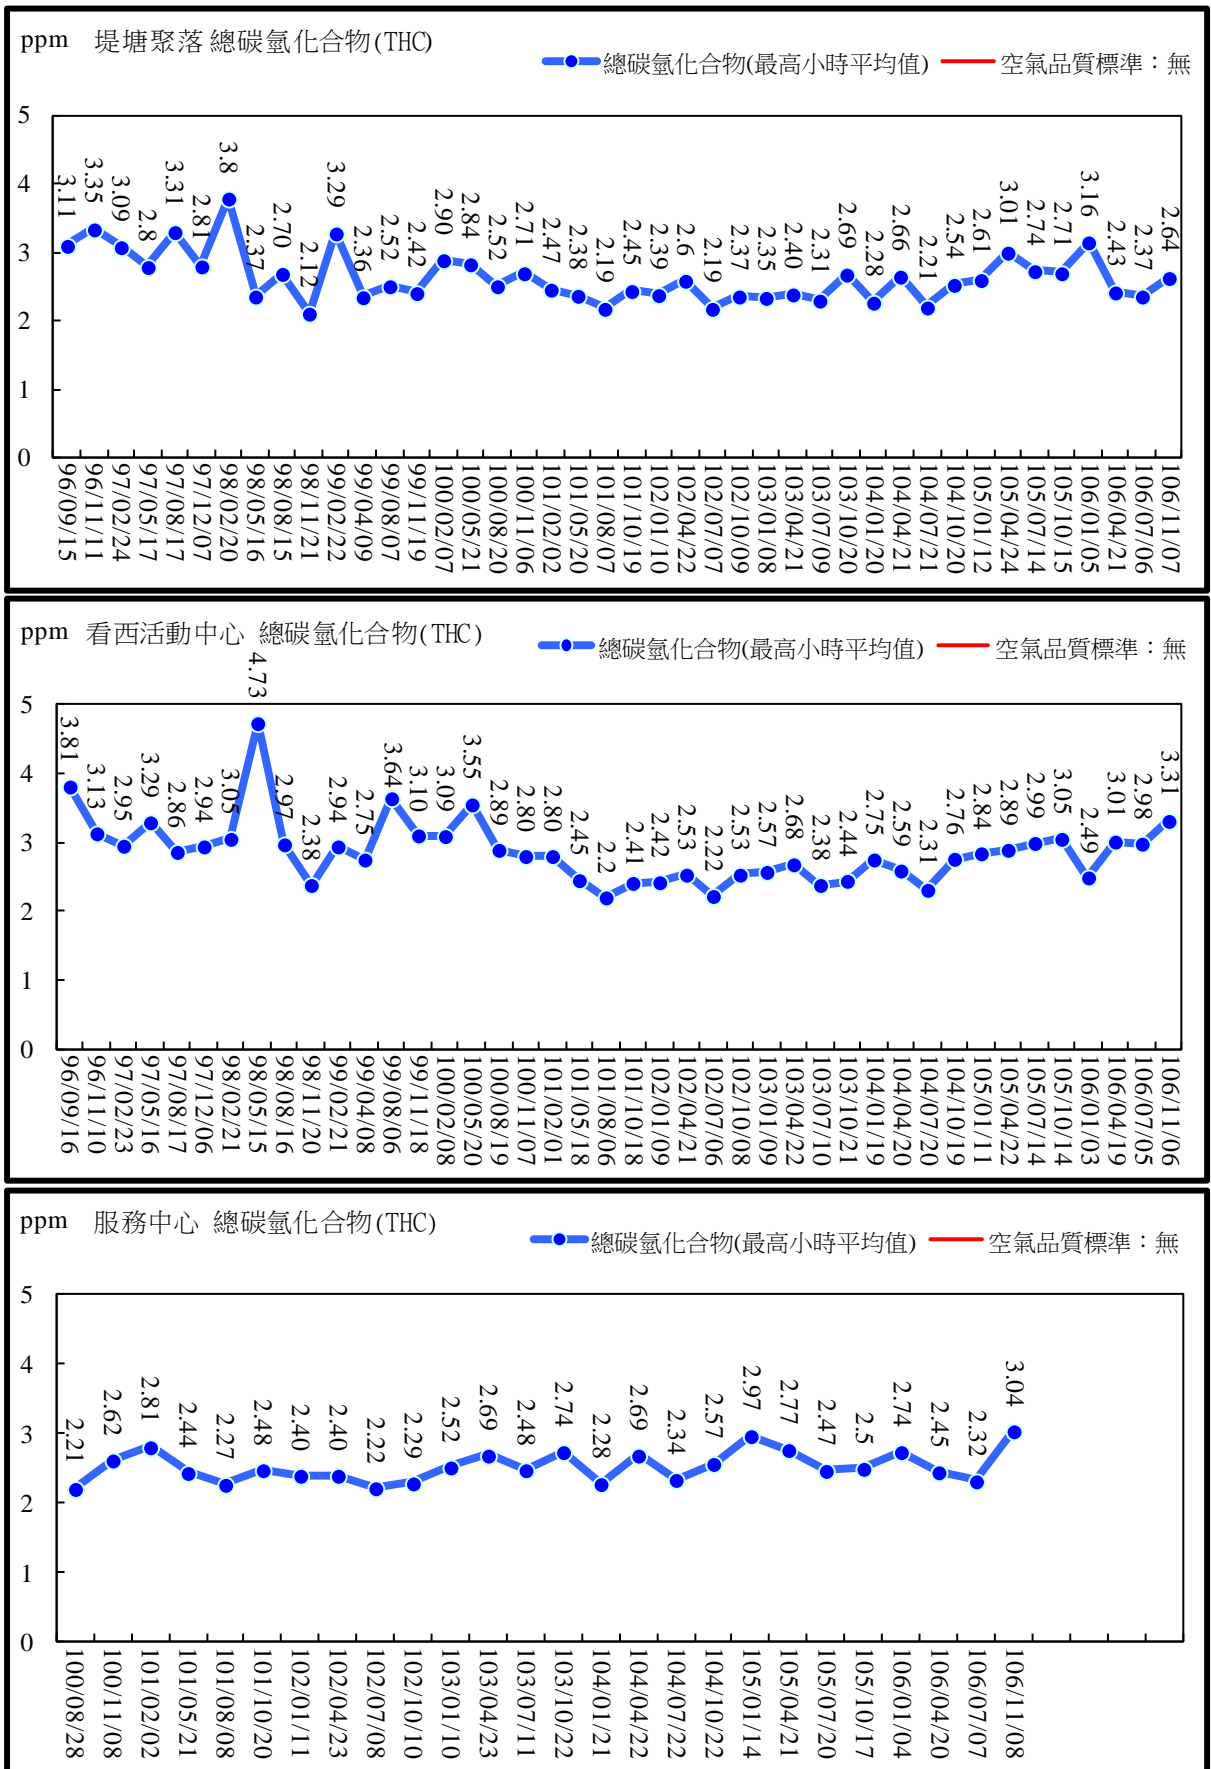 ppm 堤塘聚落 總碳氫化合物(THC)
總碳氫化合物(最高小時平均值) 空氣品質標準：無
5
4
3
2
1
0
3.11 3.35 3.09 2.8 3.31 2.81 3.8 2.37 2.70 2.12 3.29 2.36 2.52 2.42 2.90 2.84 2.52 2.71 2.47 2.38 2.19 2.45 2.39 2.6 2.19 2.37 2.35 2.40 2.31 2.69 2.28 2.66 2.21 2.54 2.61 3.01 2.74 2.71 3.16 2.43 2.37 2.64
96/09/15 96/11/11 97/02/24 97/05/17 97/08/17 97/12/07 98/02/20 98/05/16 98/08/15 98/11/21 99/02/22 99/04/09 99/08/07 99/11/19 100/02/07 100/05/21 100/08/20 100/11/06 101/02/02 101/05/20 101/08/07 101/10/19 102/01/10 102/04/22 102/07/07 102/10/09 103/01/08 103/04/21 103/07/09 103/10/20 104/01/20 104/04/21 104/07/21 104/10/20 105/01/12 105/04/24 105/07/14 105/10/15 106/01/05 106/04/21 106/07/06 106/11/07
ppm 看西活動中心 總碳氫化合物(THC)
總碳氫化合物(最高小時平均值) 空氣品質標準：無
5
4
3
2
1
0
3.81 3.13 2.95 3.29 2.86 2.94 3.05 4.73 2.97 2.38 2.94 2.75 3.64 3.10 3.09 3.55 2.89 2.80 2.80 2.45 2.2 2.41 2.42 2.53 2.22 2.53 2.57 2.68 2.38 2.44 2.75 2.59 2.31 2.76 2.84 2.89 2.99 3.05 2.49 3.01 2.98 3.31
96/09/16 96/11/10 97/02/23 97/05/16 97/08/17 97/12/06 98/02/21 98/05/15 98/08/16 98/11/20 99/02/21 99/04/08 99/08/06 99/11/18 100/02/08 100/05/20 100/08/19 100/11/07 101/02/01 101/05/18 101/08/06 101/10/18 102/01/09 102/04/21 102/07/06 102/10/08 103/01/09 103/04/22 103/07/10 103/10/21 104/01/19 104/04/20 104/07/20 104/10/19 105/01/11 105/04/22 105/07/14 105/10/14 106/01/03 106/04/19 106/07/05 106/11/06
ppm 服務中心 總碳氫化合物(THC)
總碳氫化合物(最高小時平均值) 空氣品質標準：無
5
4
3
2
1
0
2.21 2.62 2.81 2.44 2.27 2.48 2.40 2.40 2.22 2.29 2.52 2.69 2.48 2.74 2.28 2.69 2.34 2.57 2.97 2.77 2.47 2.5 2.74 2.45 2.32 3.04
100/08/28 100/11/08 101/02/02 101/05/21 101/08/08 101/10/20 102/01/11 102/04/23 102/07/08 102/10/10 103/01/10 103/04/23 103/07/11 103/10/22 104/01/21 104/04/22 104/07/22 104/10/22 105/01/14 105/04/21 105/07/20 105/10/17 106/01/04 106/04/20 106/07/07 106/11/08